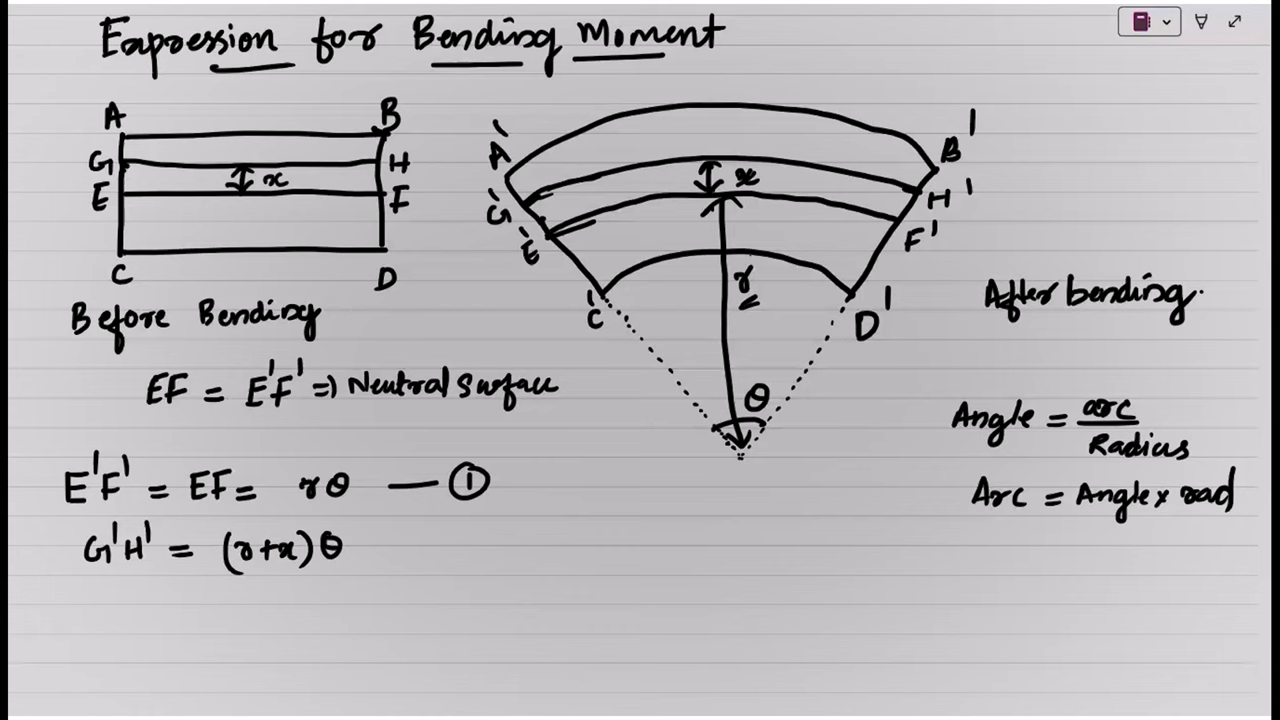 Expression for Bending Moment
A B
G H
x
E F
C D
Before Bending
A' B'
x
G' H'
E' F'
r
C' D'
θ
After bending.
EF = E'F' => Neutral Surface
Angle = arc / Radius
E'F' = EF = rθ — ①
Arc = Angle x rad
G'H' = (r+x)θ